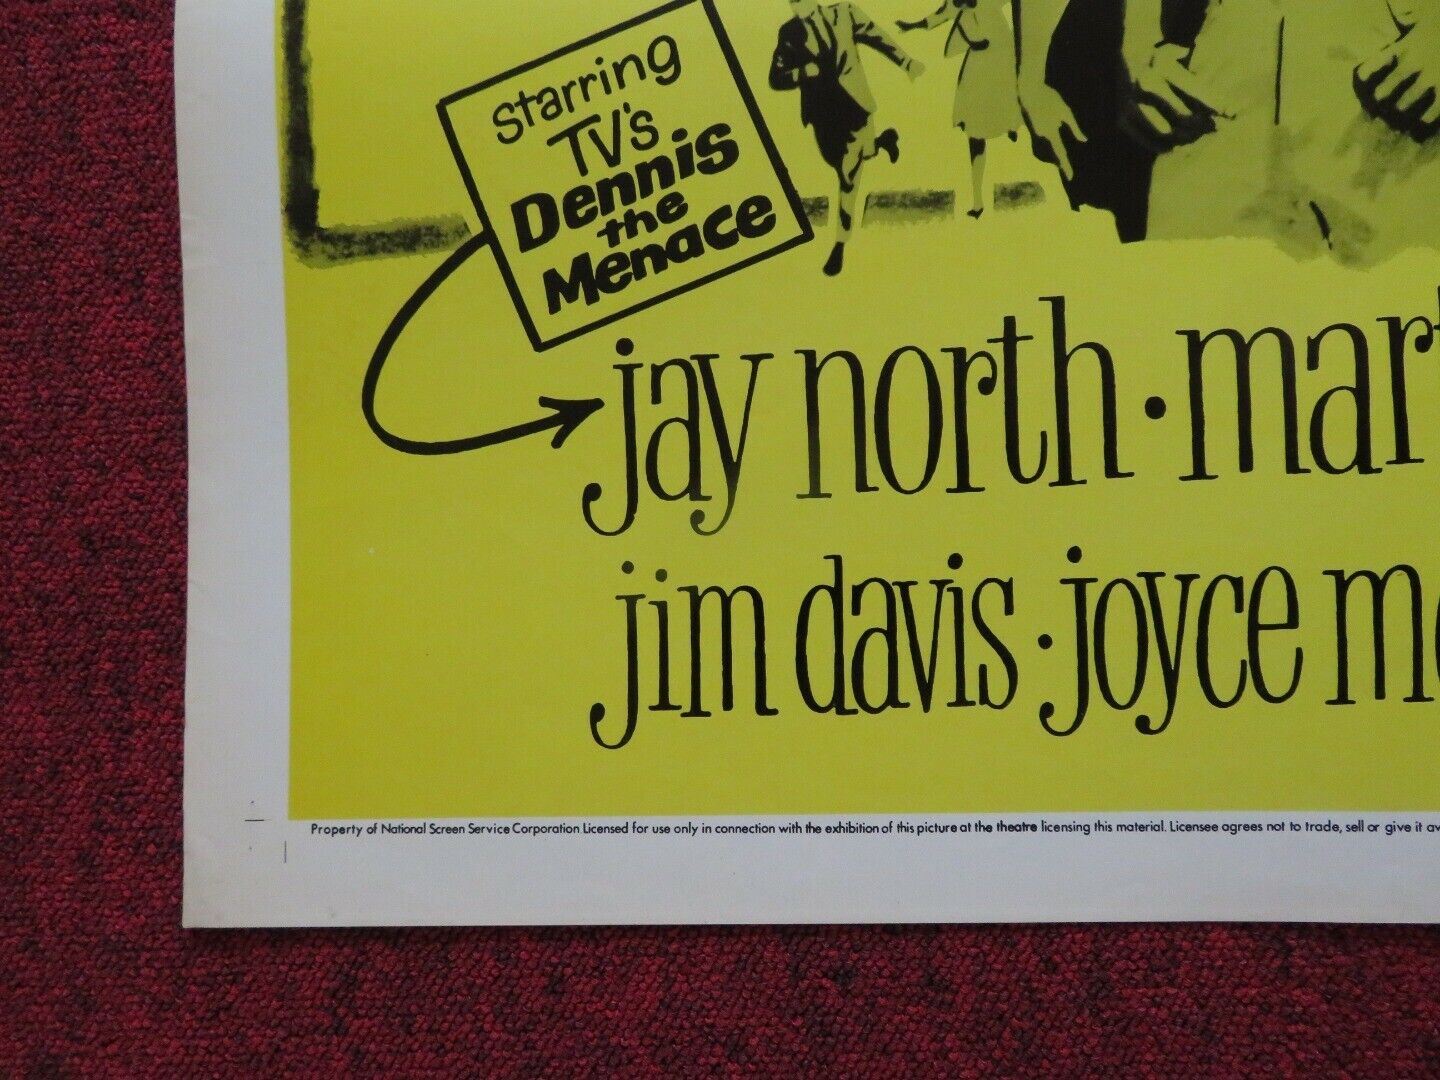 Starring
TV's
Dennis
the
Menace
jay north · mar
jim davis · joyce m
Property of National Screen Service Corporation Licensed for use only in connection with the exhibition of this picture at the theatre licensing this material. Licensee agrees not to trade, sell or give it aw